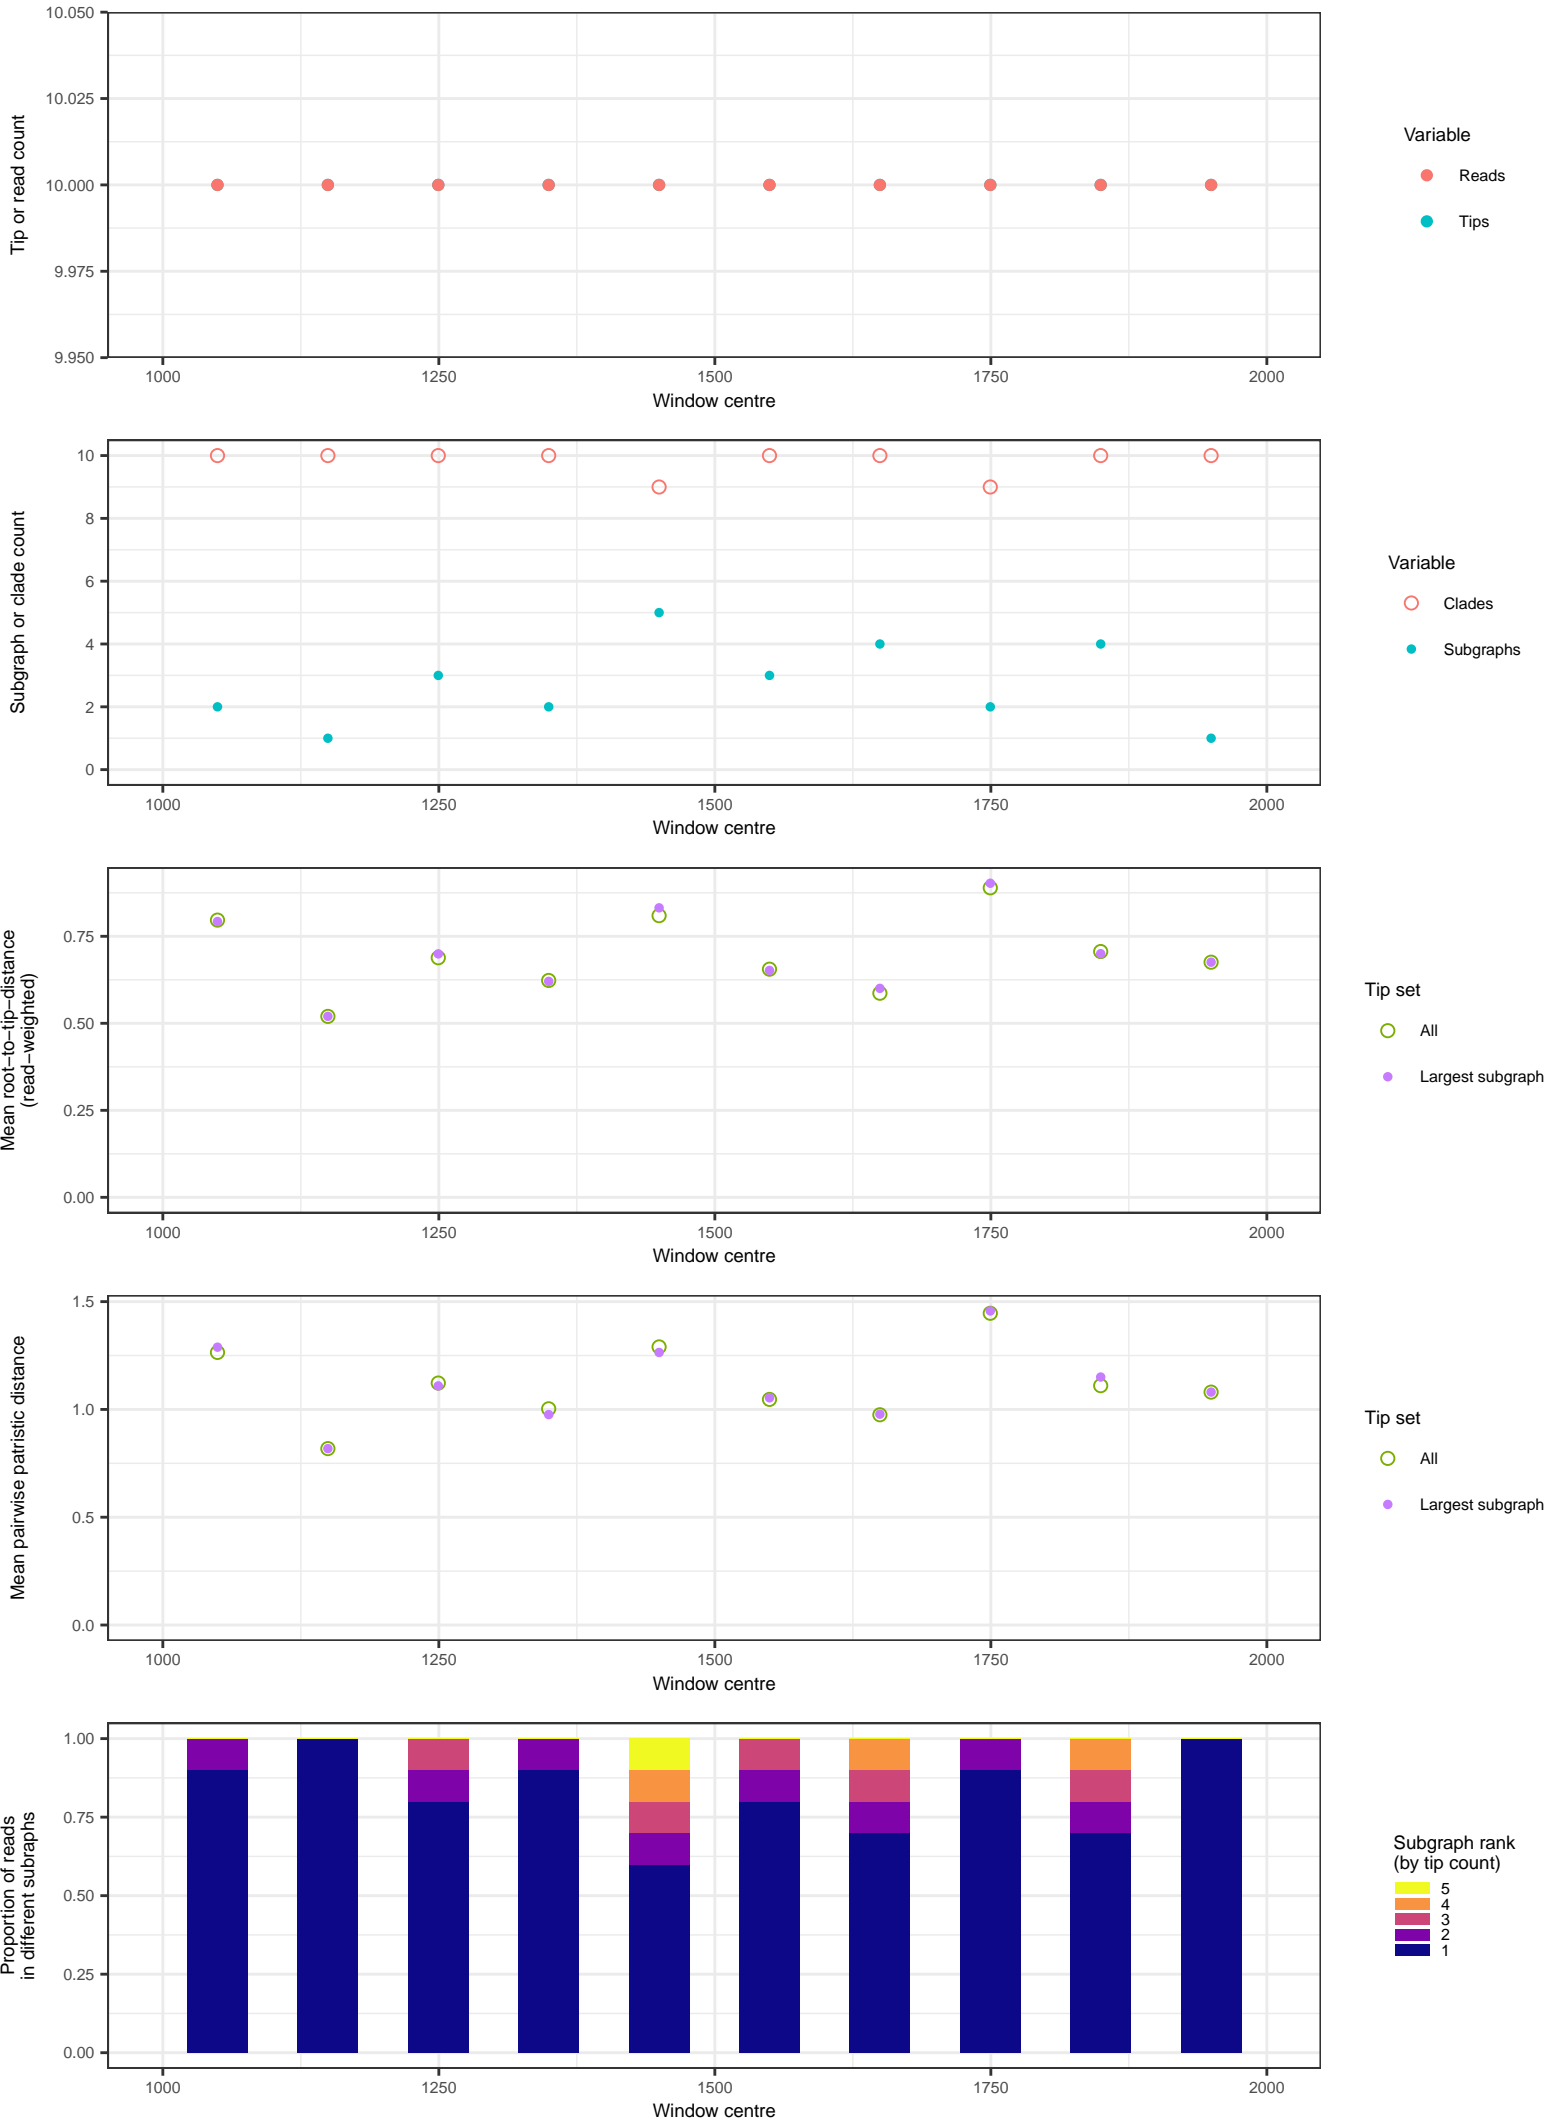 10.050
10.025
10.000
9.975
9.950
Tip or read count
1000 1250 1500 1750 2000
Window centre
Variable
Reads
Tips
10
8
6
4
2
0
Subgraph or clade count
1000 1250 1500 1750 2000
Window centre
Variable
Clades
Subgraphs
0.75
0.50
0.25
0.00
Mean root−to−tip−distance
(read−weighted)
1000 1250 1500 1750 2000
Window centre
Tip set
All
Largest subgraph
1.5
1.0
0.5
0.0
Mean pairwise patristic distance
1000 1250 1500 1750 2000
Window centre
Tip set
All
Largest subgraph
1.00
0.75
0.50
0.25
0.00
Proportion of reads
in different subraphs
1000 1250 1500 1750 2000
Window centre
Subgraph rank
(by tip count)
5
4
3
2
1